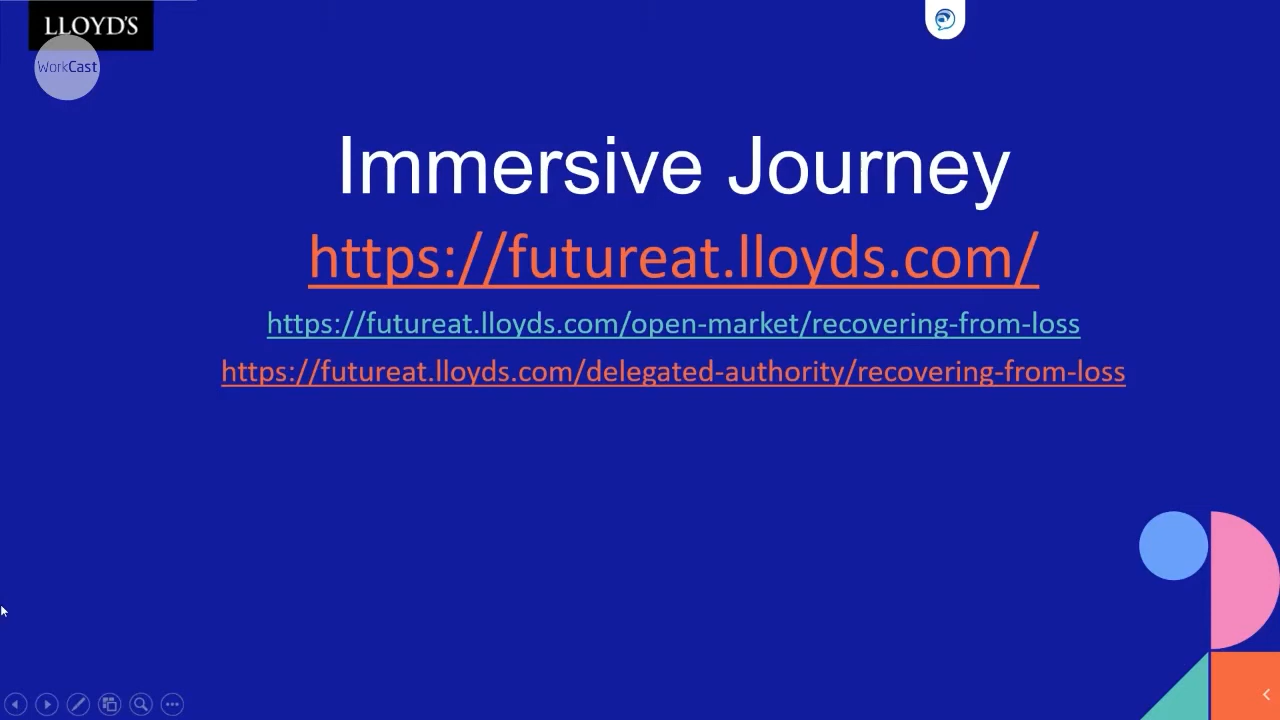 LLOYD'S
WorkCast
Immersive Journey
https://futureat.lloyds.com/
https://futureat.lloyds.com/open-market/recovering-from-loss
https://futureat.lloyds.com/delegated-authority/recovering-from-loss